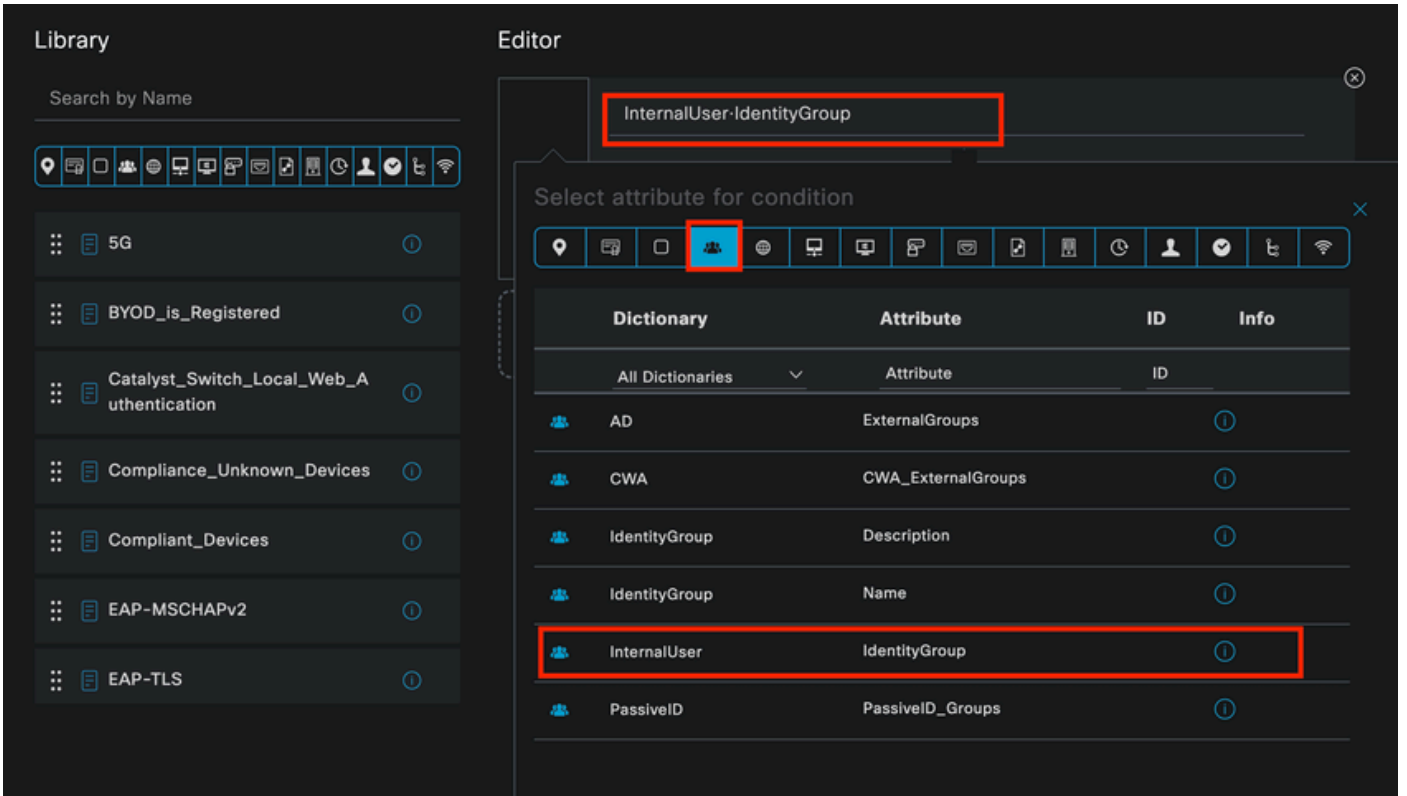 Library
Search by Name
5G
BYOD_is_Registered
Catalyst_Switch_Local_Web_A
uthentication
Compliance_Unknown_Devices
Compliant_Devices
EAP-MSCHAPv2
EAP-TLS
Editor
InternalUser·IdentityGroup
Select attribute for condition
Dictionary Attribute ID Info
All Dictionaries Attribute ID
AD ExternalGroups
CWA CWA_ExternalGroups
IdentityGroup Description
IdentityGroup Name
InternalUser IdentityGroup
PassiveID PassiveID_Groups